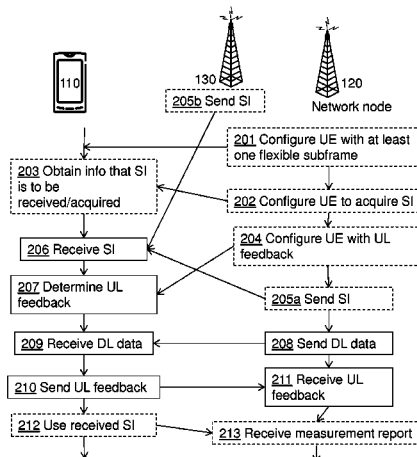 110
130
120
205b Send SI
Network node
201 Configure UE with at least
one flexible subframe
203 Obtain info that SI
is to be
received/acquired
202 Configure UE to acquire SI
204 Configure UE with UL
feedback
206 Receive SI
207 Determine UL
feedback
205a Send SI
209 Receive DL data
208 Send DL data
210 Send UL feedback
211 Receive UL
feedback
212 Use received SI
213 Receive measurement report